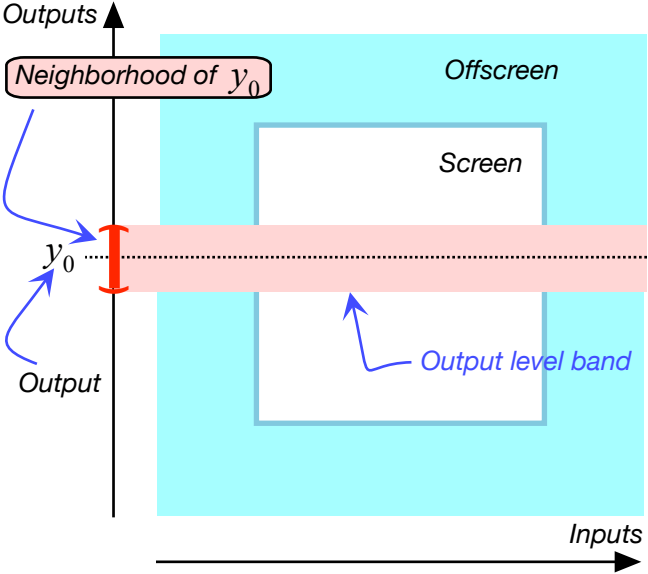 Outputs
Neighborhood of y₀
Offscreen
Screen
y₀
Output level band
Output
Inputs